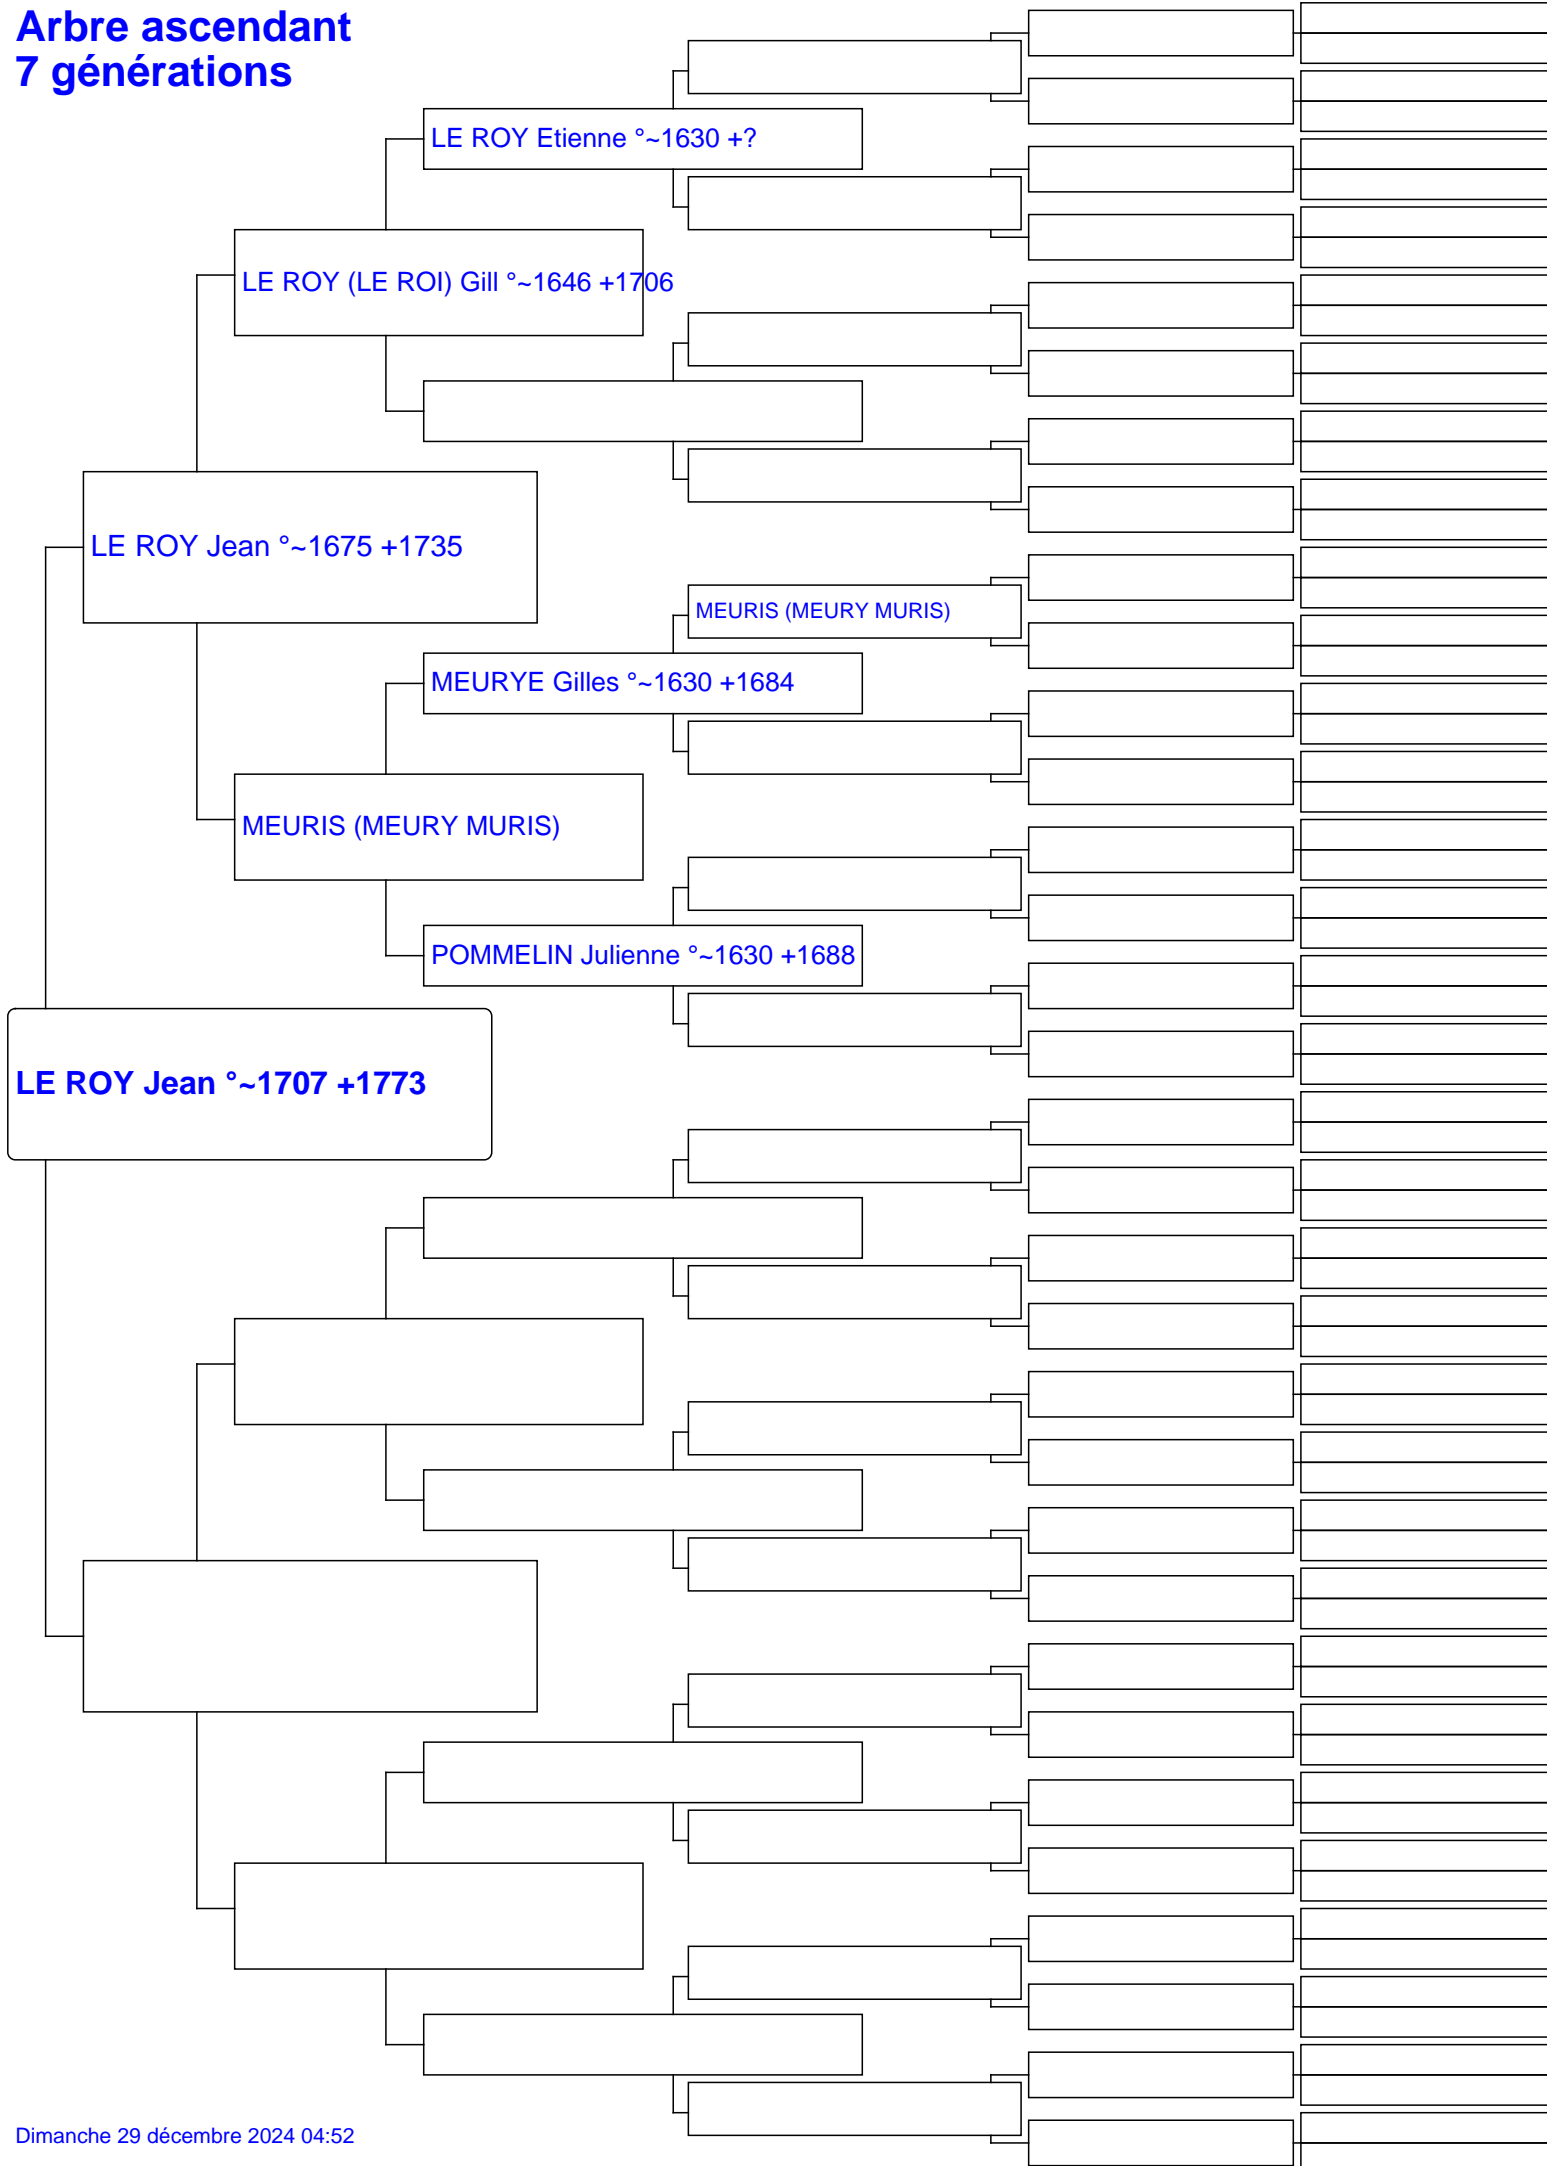 Arbre ascendant
7 générations
LE ROY Etienne °~1630 +?
LE ROY (LE ROI) Gill °~1646 +1706
LE ROY Jean °~1675 +1735
MEURIS (MEURY MURIS)
MEURYE Gilles °~1630 +1684
MEURIS (MEURY MURIS)
POMMELIN Julienne °~1630 +1688
LE ROY Jean °~1707 +1773
Dimanche 29 décembre 2024 04:52